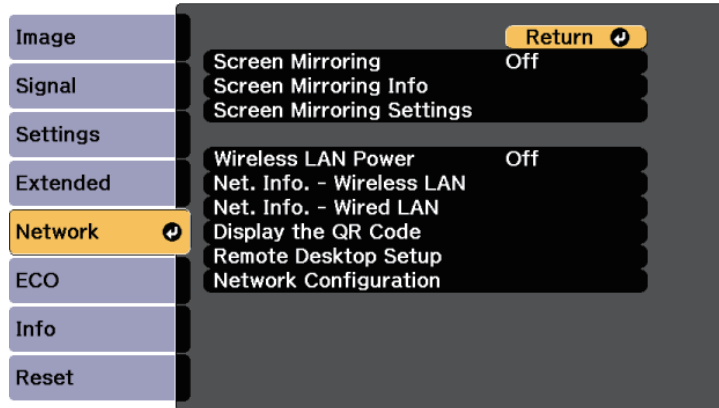 Image
Signal
Settings
Extended
Network
ECO
Info
Reset
Return
Screen Mirroring Off
Screen Mirroring Info
Screen Mirroring Settings
Wireless LAN Power Off
Net. Info. - Wireless LAN
Net. Info. - Wired LAN
Display the QR Code
Remote Desktop Setup
Network Configuration